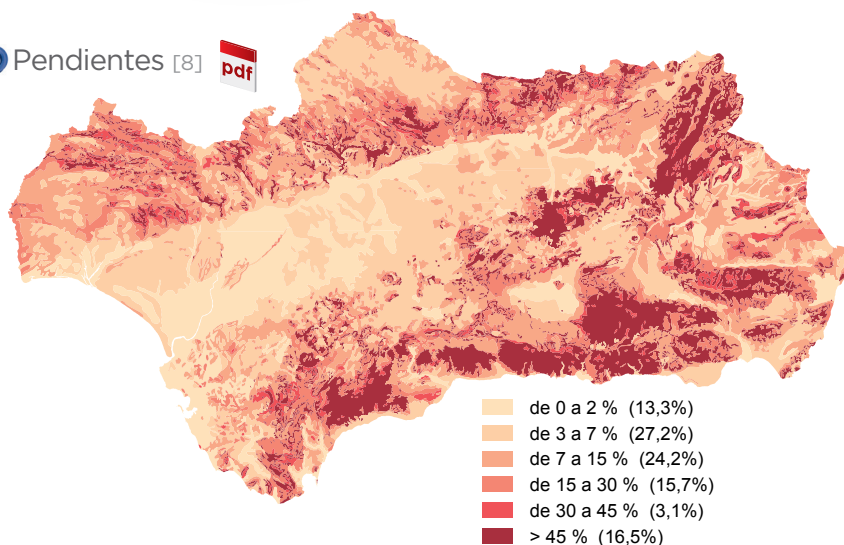 Pendientes [8]
pdf
de 0 a 2 % (13,3%)
de 3 a 7 % (27,2%)
de 7 a 15 % (24,2%)
de 15 a 30 % (15,7%)
de 30 a 45 % (3,1%)
> 45 % (16,5%)